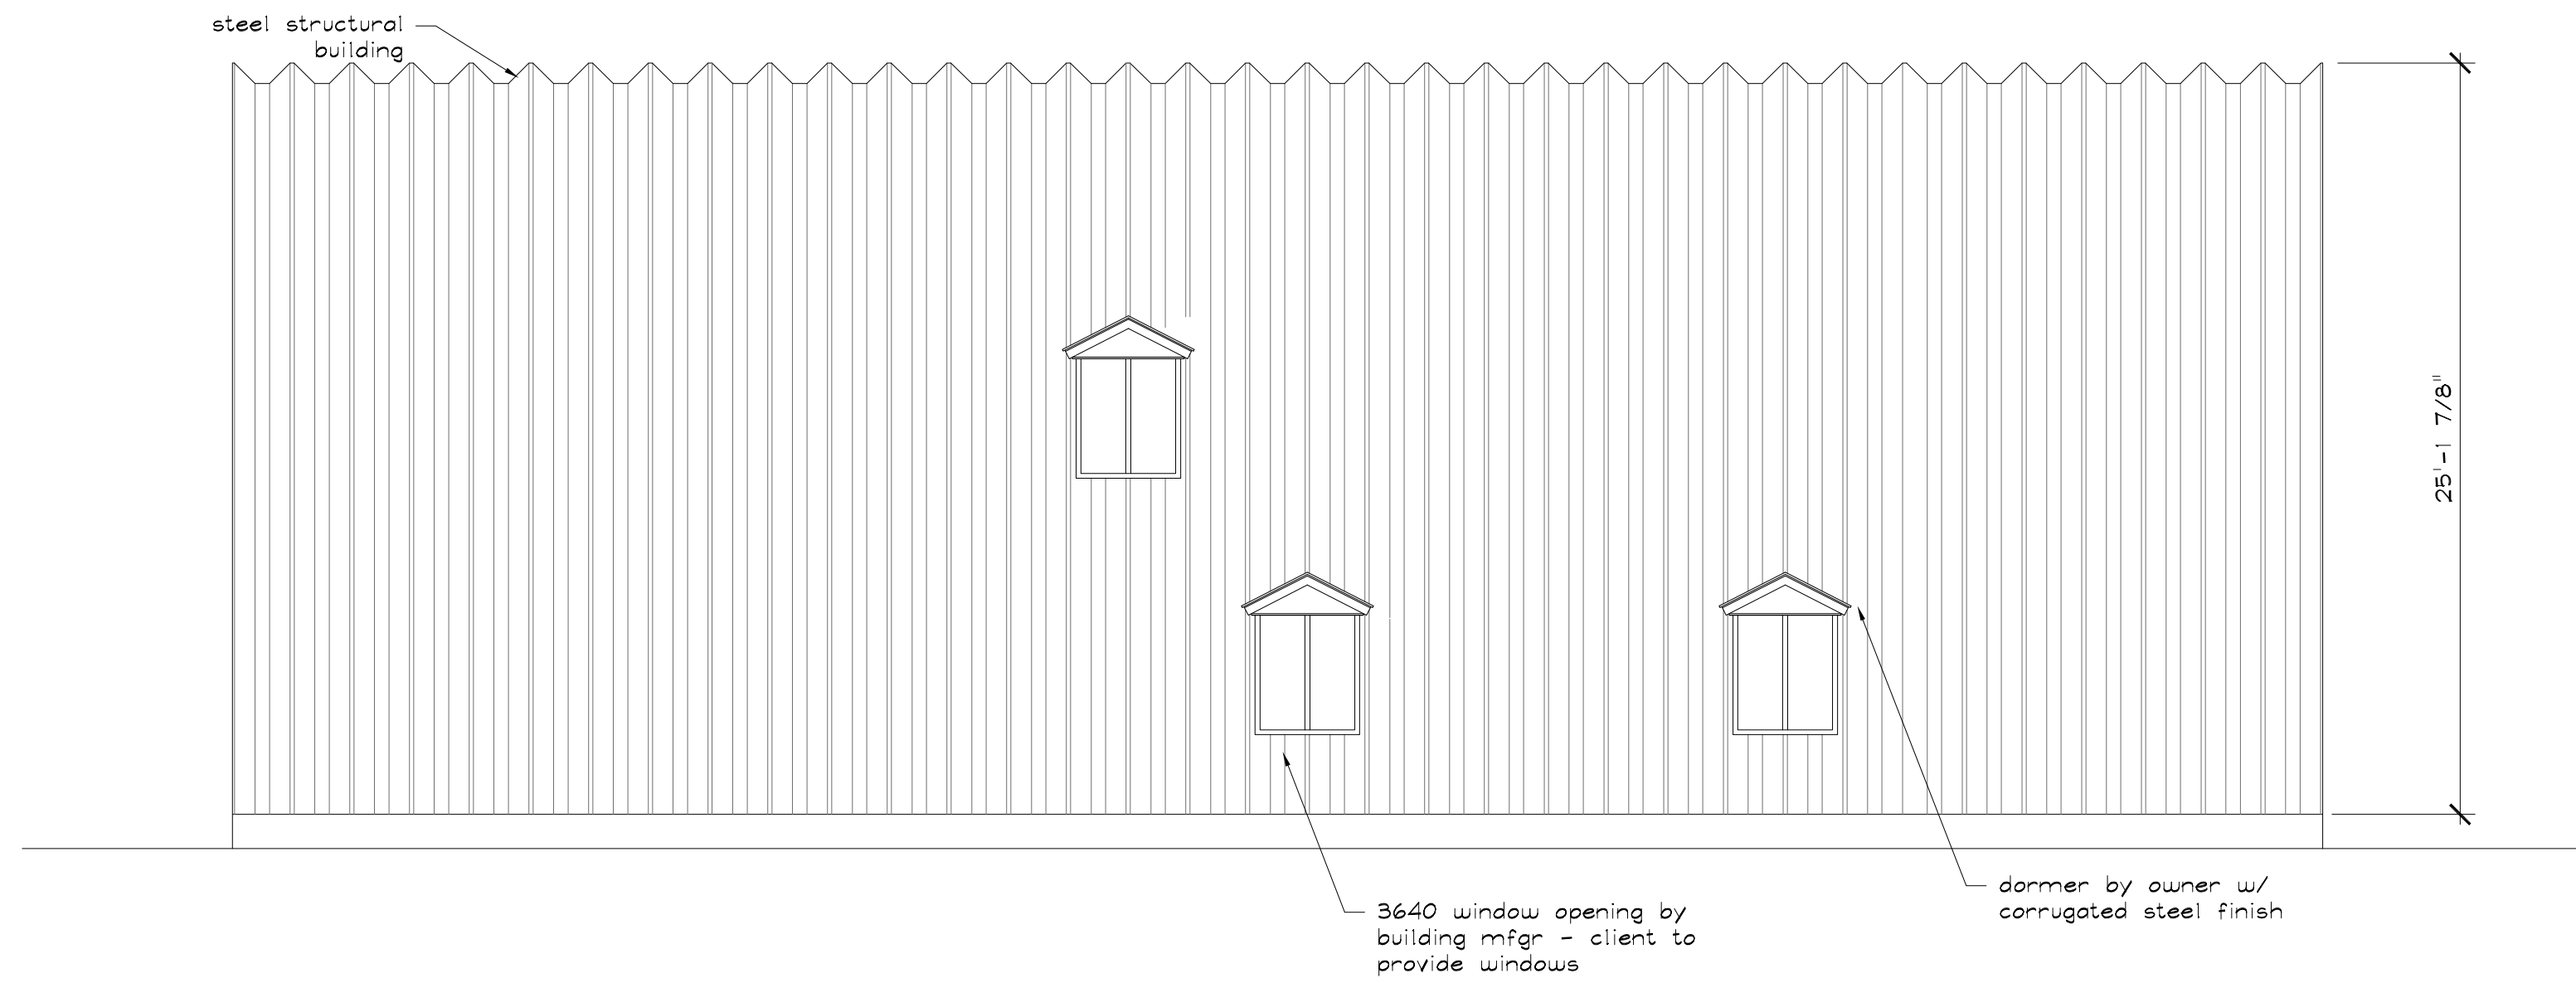 steel structural
building
25'-1 7/8"
3640 window opening by
building mfgr - client to
provide windows
dormer by owner w/
corrugated steel finish